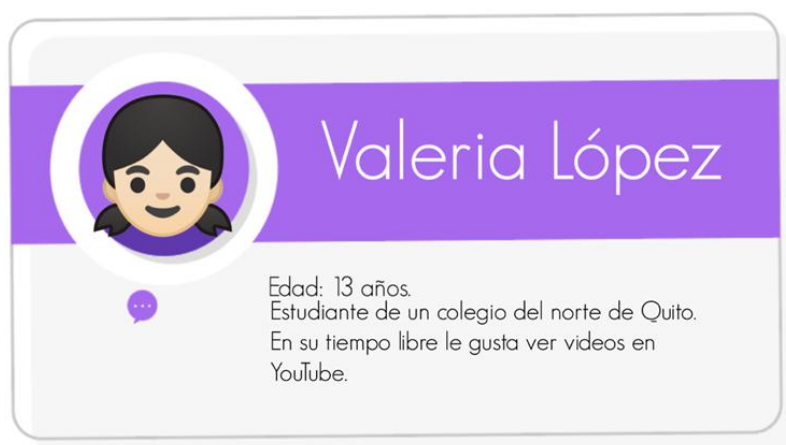 Valeria López
Edad: 13 años.
Estudiante de un colegio del norte de Quito.
En su tiempo libre le gusta ver videos en
YouTube.